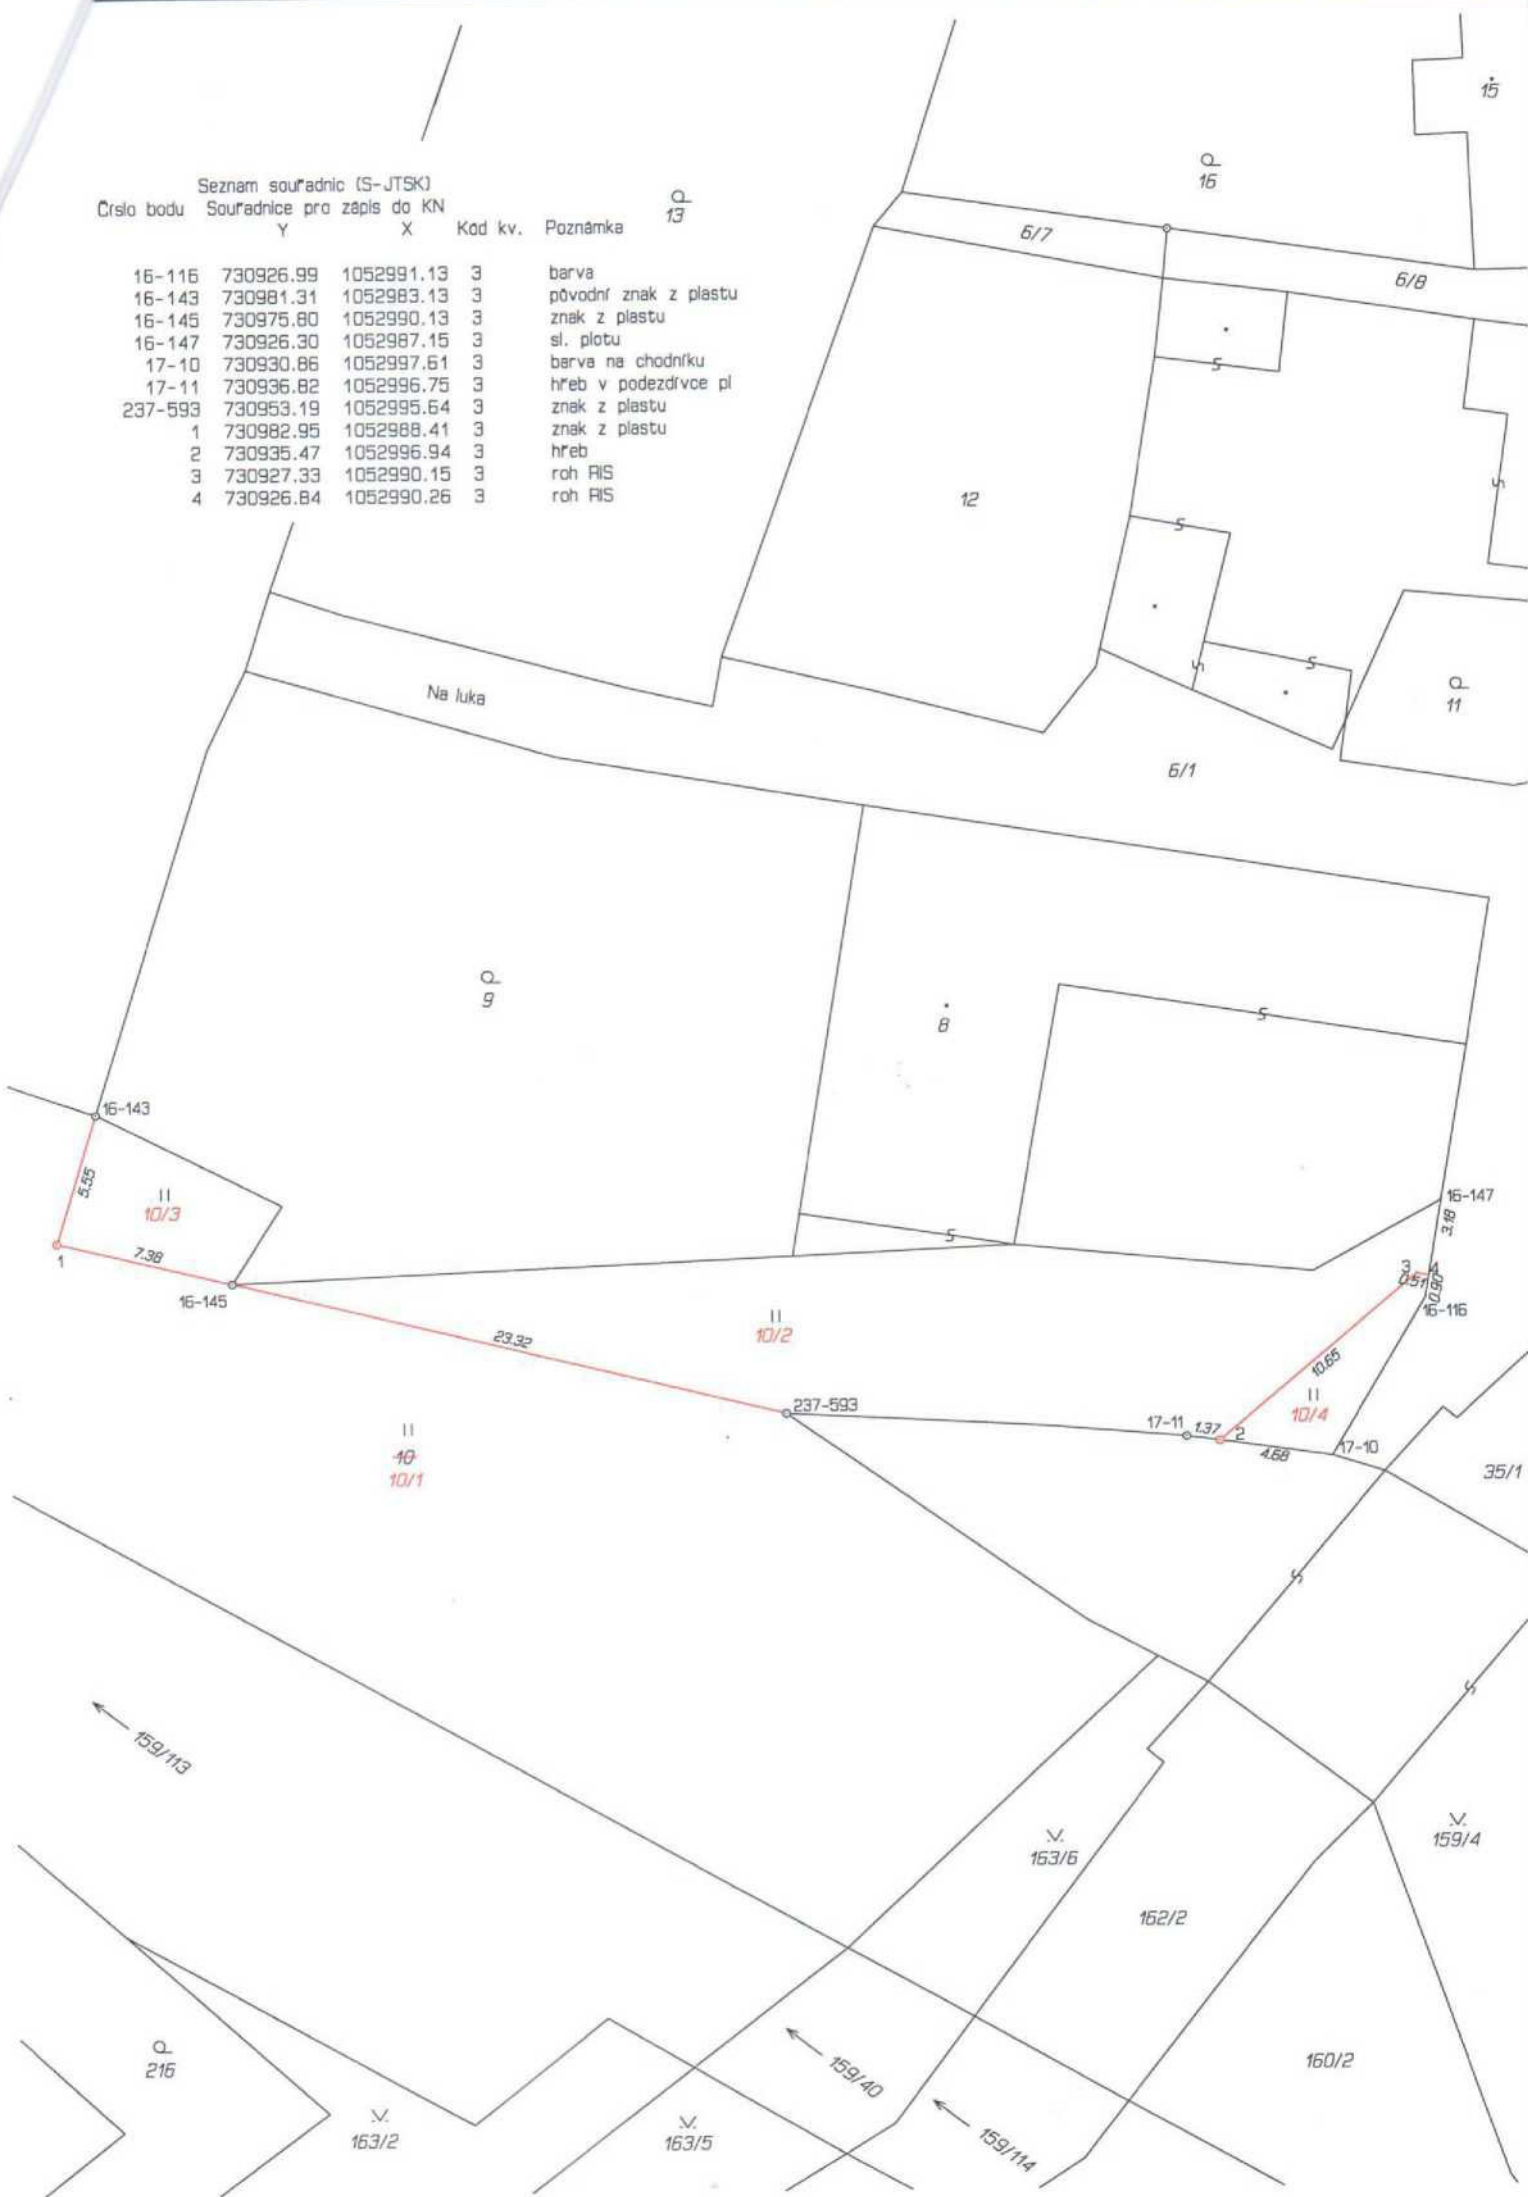 Seznam souřadnic (S-JTSK)
Číslo bodu Souřadnice pro zápis do KN
Y X Kód kv. Poznámka
16-116 730926.99 1052991.13 3 barva
16-143 730981.31 1052983.13 3 původní znak z plastu
16-145 730975.80 1052990.13 3 znak z plastu
16-147 730926.30 1052987.15 3 sl. plotu
17-10 730930.86 1052997.61 3 barva na chodníku
17-11 730936.82 1052996.75 3 hřeb v podezdívce pl
237-593 730953.19 1052995.64 3 znak z plastu
1 730982.95 1052988.41 3 znak z plastu
2 730935.47 1052996.94 3 hřeb
3 730927.33 1052990.15 3 roh RIS
4 730926.84 1052990.26 3 roh RIS
15
16
13
6/7
6/8
12
Na luka
11
6/1
9
8
16-143
5.55
10/3
16-147
3.18
7.38
1
3 4
0.51
0.90
16-145
16-116
10/2
23.32
10.65
237-593
10/4
17-11 1.37 2
4.68
17-10
10
10/1
35/1
159/113
163/6
159/4
162/2
216
159/40
160/2
163/2
163/5
159/114